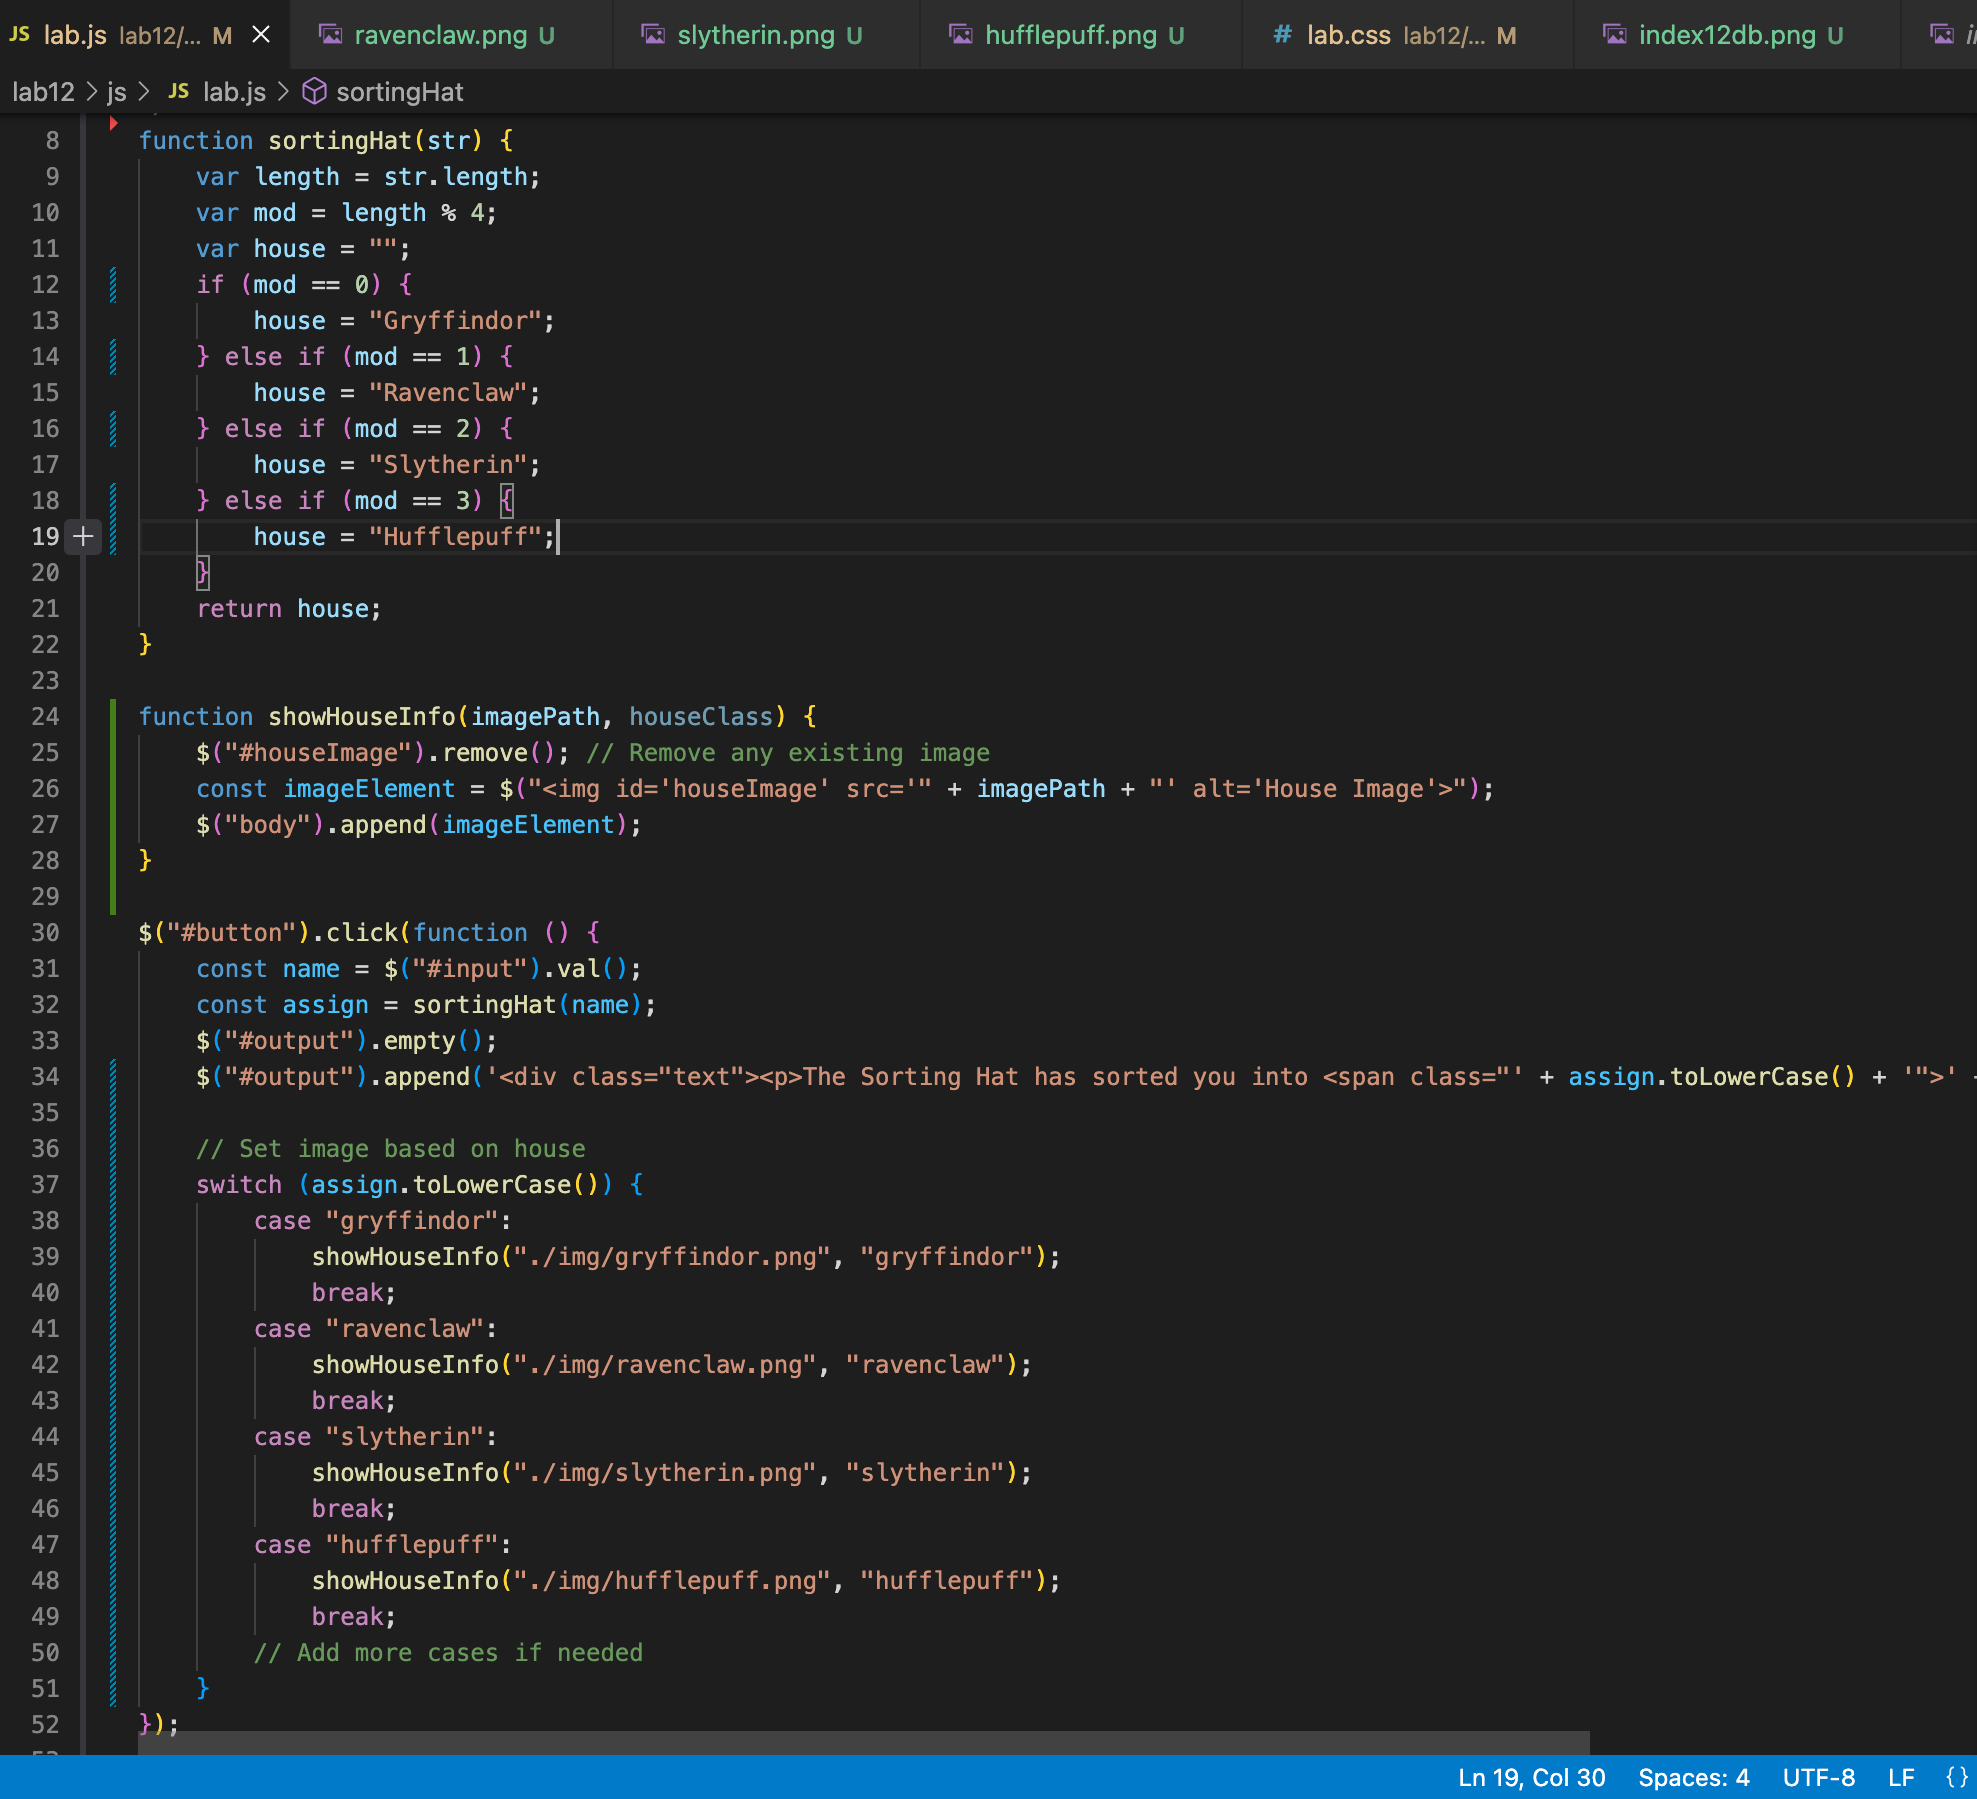 JS lab.js lab12/... M ravenclaw.png U slytherin.png U hufflepuff.png U # lab.css lab12/... M index12db.png U
lab12 > js > JS lab.js > sortingHat
8 function sortingHat(str) {
9     var length = str.length;
10     var mod = length % 4;
11     var house = "";
12     if (mod == 0) {
13         house = "Gryffindor";
14     } else if (mod == 1) {
15         house = "Ravenclaw";
16     } else if (mod == 2) {
17         house = "Slytherin";
18     } else if (mod == 3) {
19         house = "Hufflepuff";
20     }
21     return house;
22 }
23
24 function showHouseInfo(imagePath, houseClass) {
25     $("#houseImage").remove(); // Remove any existing image
26     const imageElement = $("<img id='houseImage' src='" + imagePath + "' alt='House Image'>");
27     $("body").append(imageElement);
28 }
29
30 $("#button").click(function () {
31     const name = $("#input").val();
32     const assign = sortingHat(name);
33     $("#output").empty();
34     $("#output").append('<div class="text"><p>The Sorting Hat has sorted you into <span class="' + assign.toLowerCase() + '">'
35
36     // Set image based on house
37     switch (assign.toLowerCase()) {
38         case "gryffindor":
39             showHouseInfo("./img/gryffindor.png", "gryffindor");
40             break;
41         case "ravenclaw":
42             showHouseInfo("./img/ravenclaw.png", "ravenclaw");
43             break;
44         case "slytherin":
45             showHouseInfo("./img/slytherin.png", "slytherin");
46             break;
47         case "hufflepuff":
48             showHouseInfo("./img/hufflepuff.png", "hufflepuff");
49             break;
50         // Add more cases if needed
51     }
52 });
Ln 19, Col 30 Spaces: 4 UTF-8 LF {}